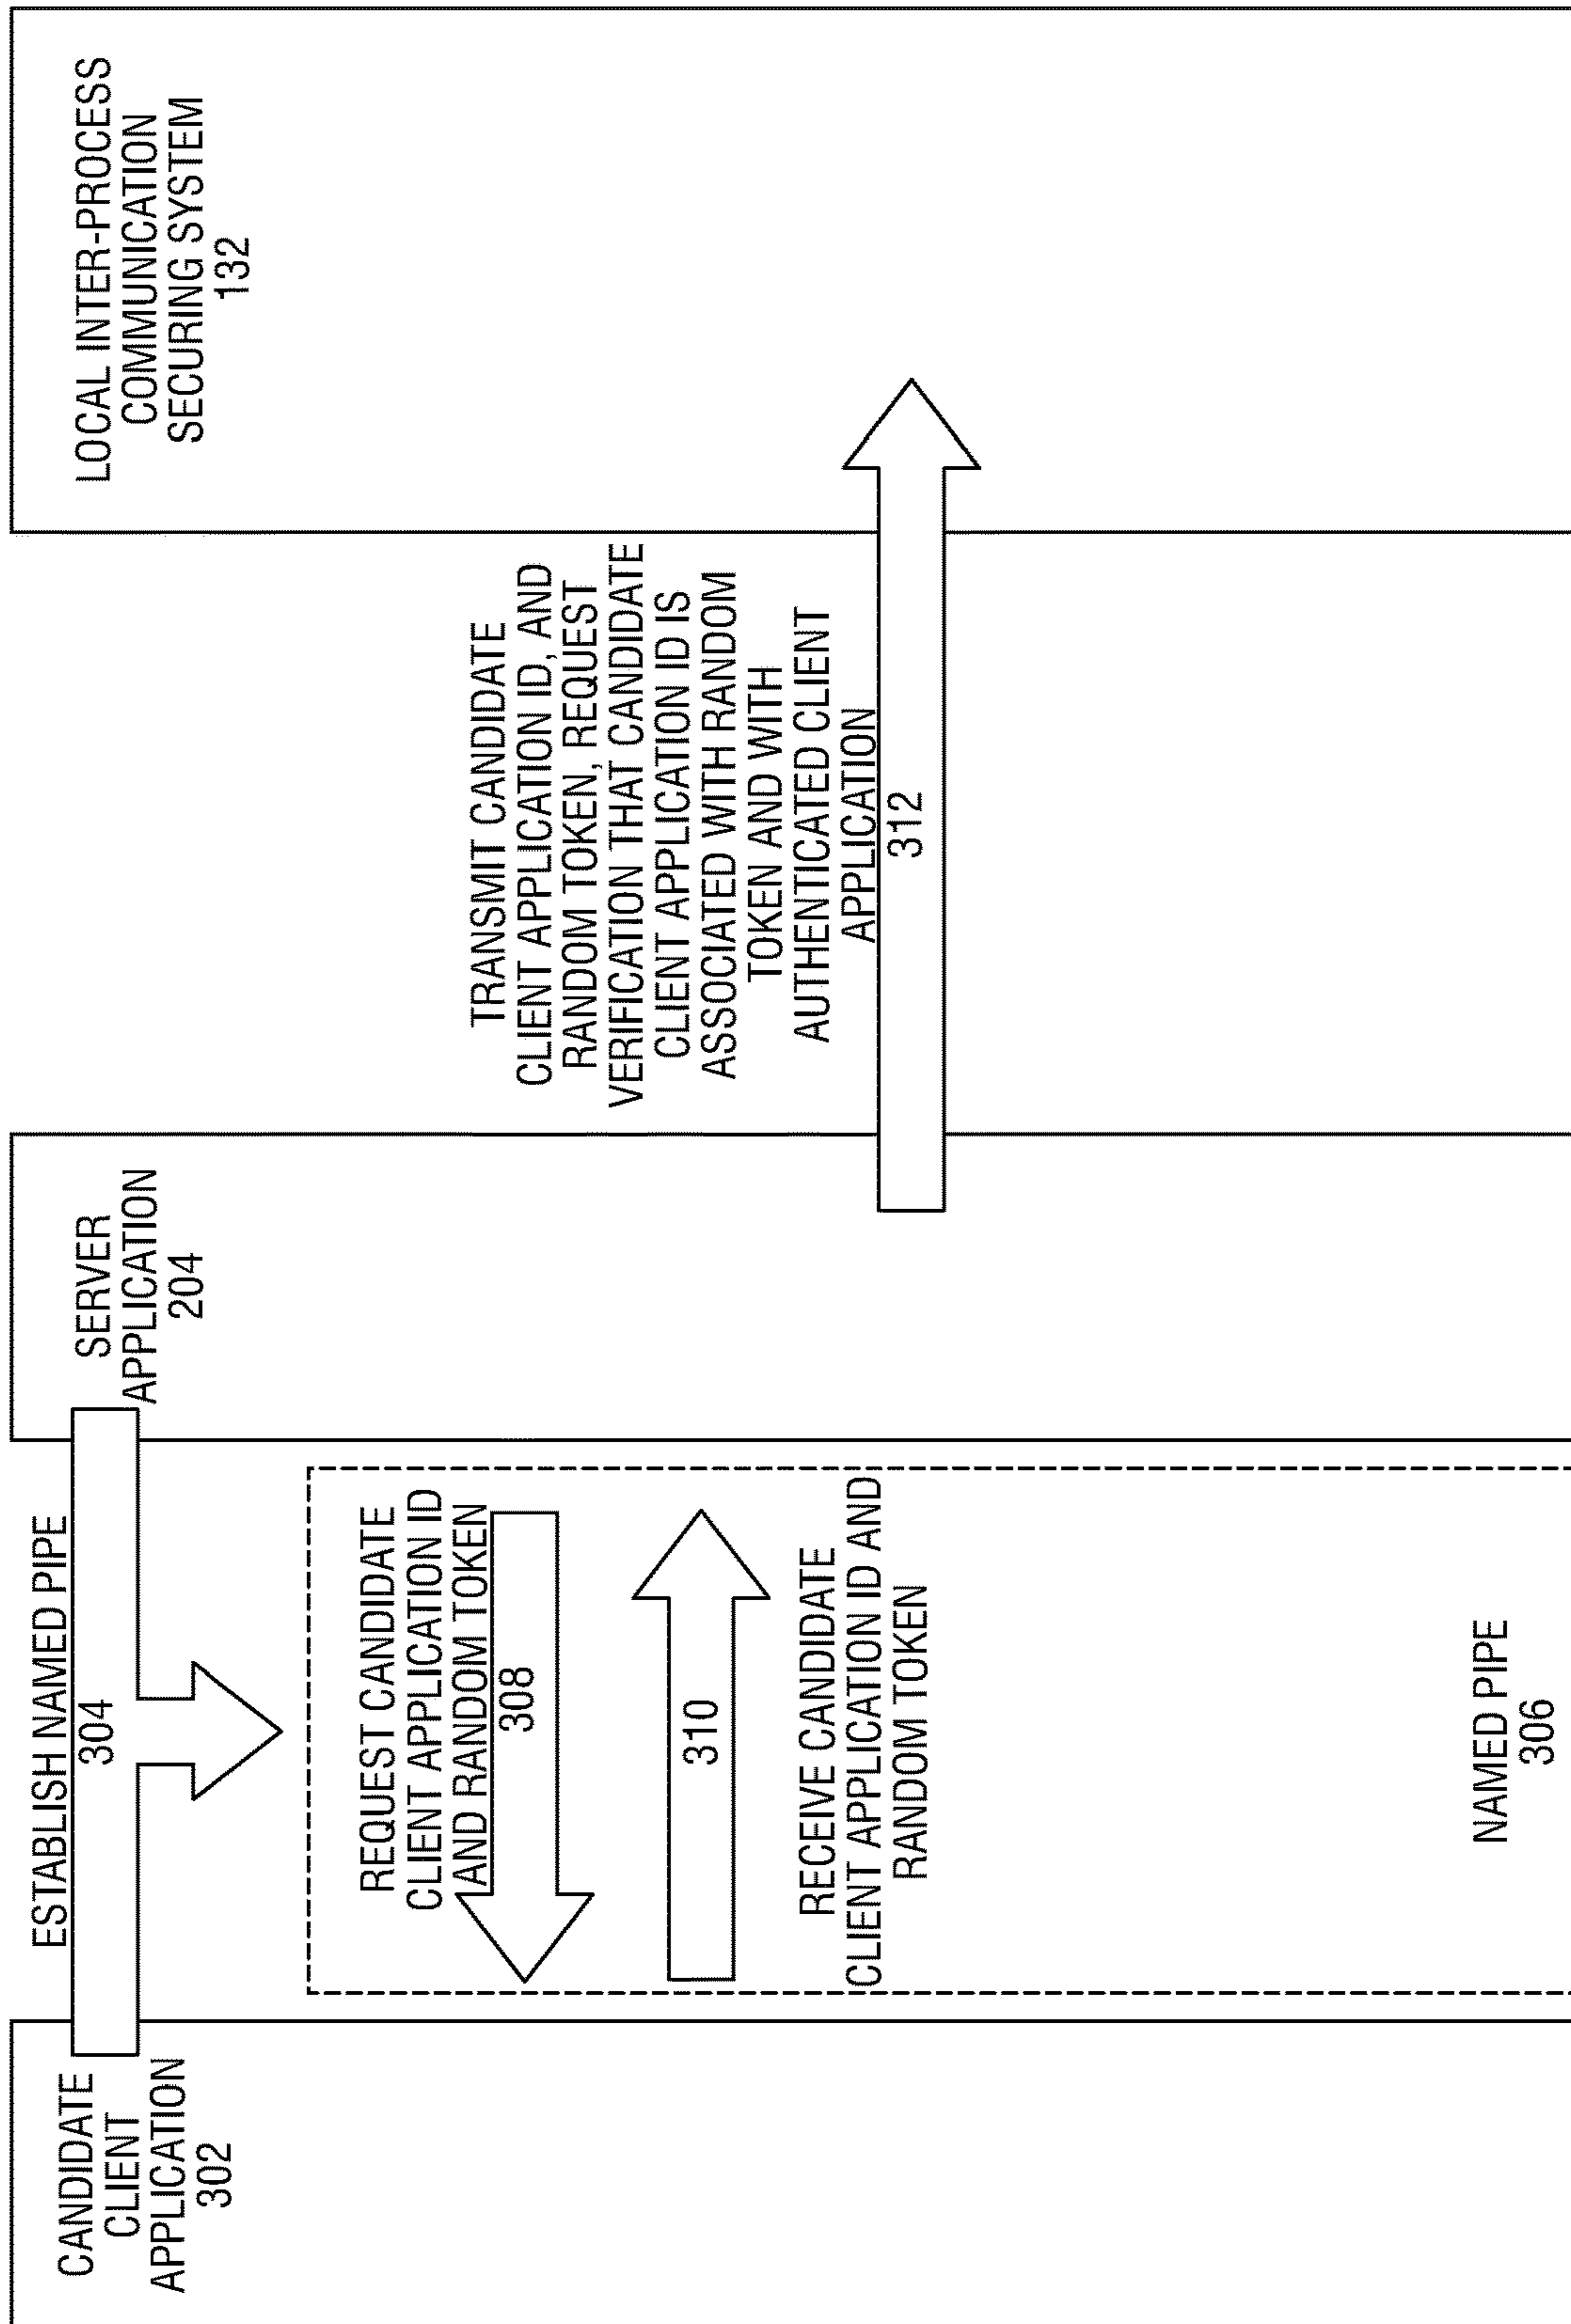 CANDIDATE
CLIENT
APPLICATION
302
ESTABLISH NAMED PIPE
304
SERVER
APPLICATION
204
LOCAL INTER-PROCESS
COMMUNICATION
SECURING SYSTEM
132
REQUEST CANDIDATE
CLIENT APPLICATION ID
AND RANDOM TOKEN
308
310
RECEIVE CANDIDATE
CLIENT APPLICATION ID AND
RANDOM TOKEN
TRANSMIT CANDIDATE
CLIENT APPLICATION ID, AND
RANDOM TOKEN, REQUEST
VERIFICATION THAT CANDIDATE
CLIENT APPLICATION ID IS
ASSOCIATED WITH RANDOM
TOKEN AND WITH
AUTHENTICATED CLIENT
APPLICATION
312
NAMED PIPE
306